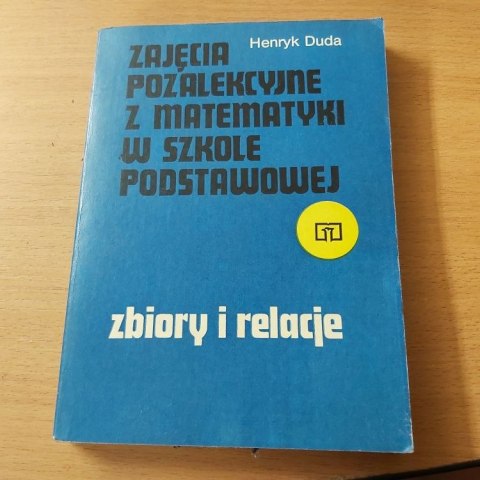 Henryk Duda
ZAJĘCIA
POZALEKCYJNE
Z MATEMATYKI
W SZKOLE
PODSTAWOWEJ
zbiory i relacje